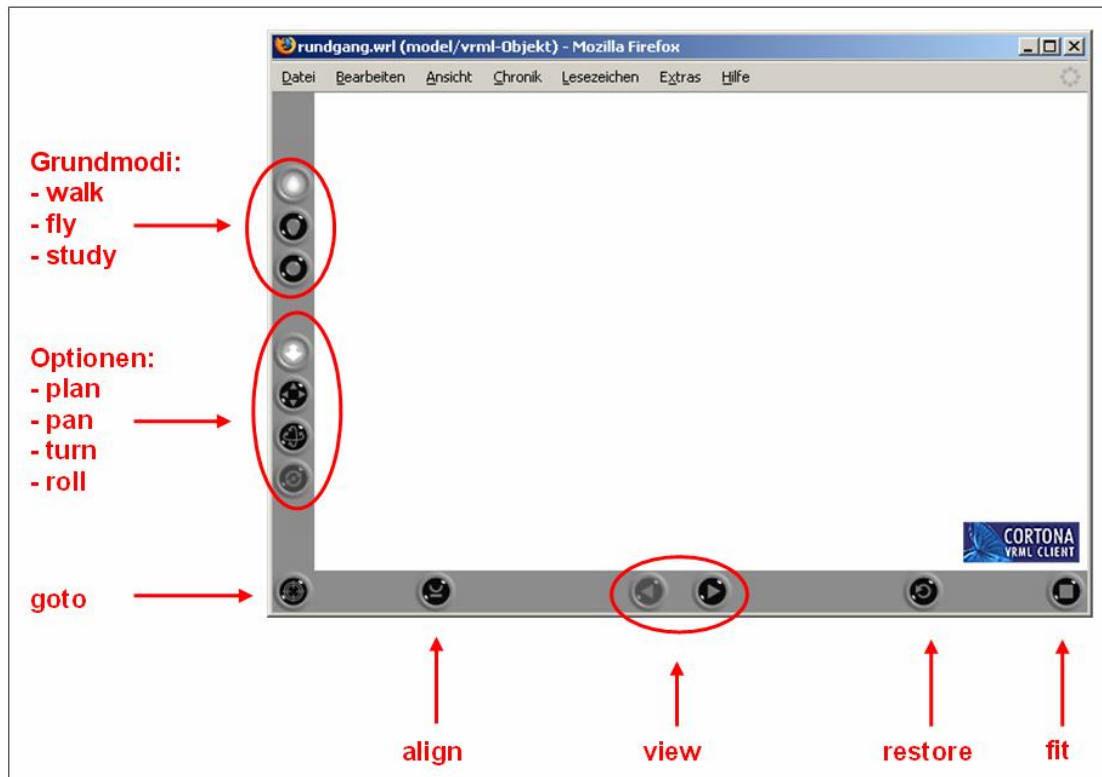 rundgang.wrl (model/vrml-Objekt) - Mozilla Firefox
Datei Bearbeiten Ansicht Chronik Lesezeichen Extras Hilfe
Grundmodi:
- walk
- fly
- study
Optionen:
- plan
- pan
- turn
- roll
CORTONA
VRML CLIENT
goto
align
view
restore
fit